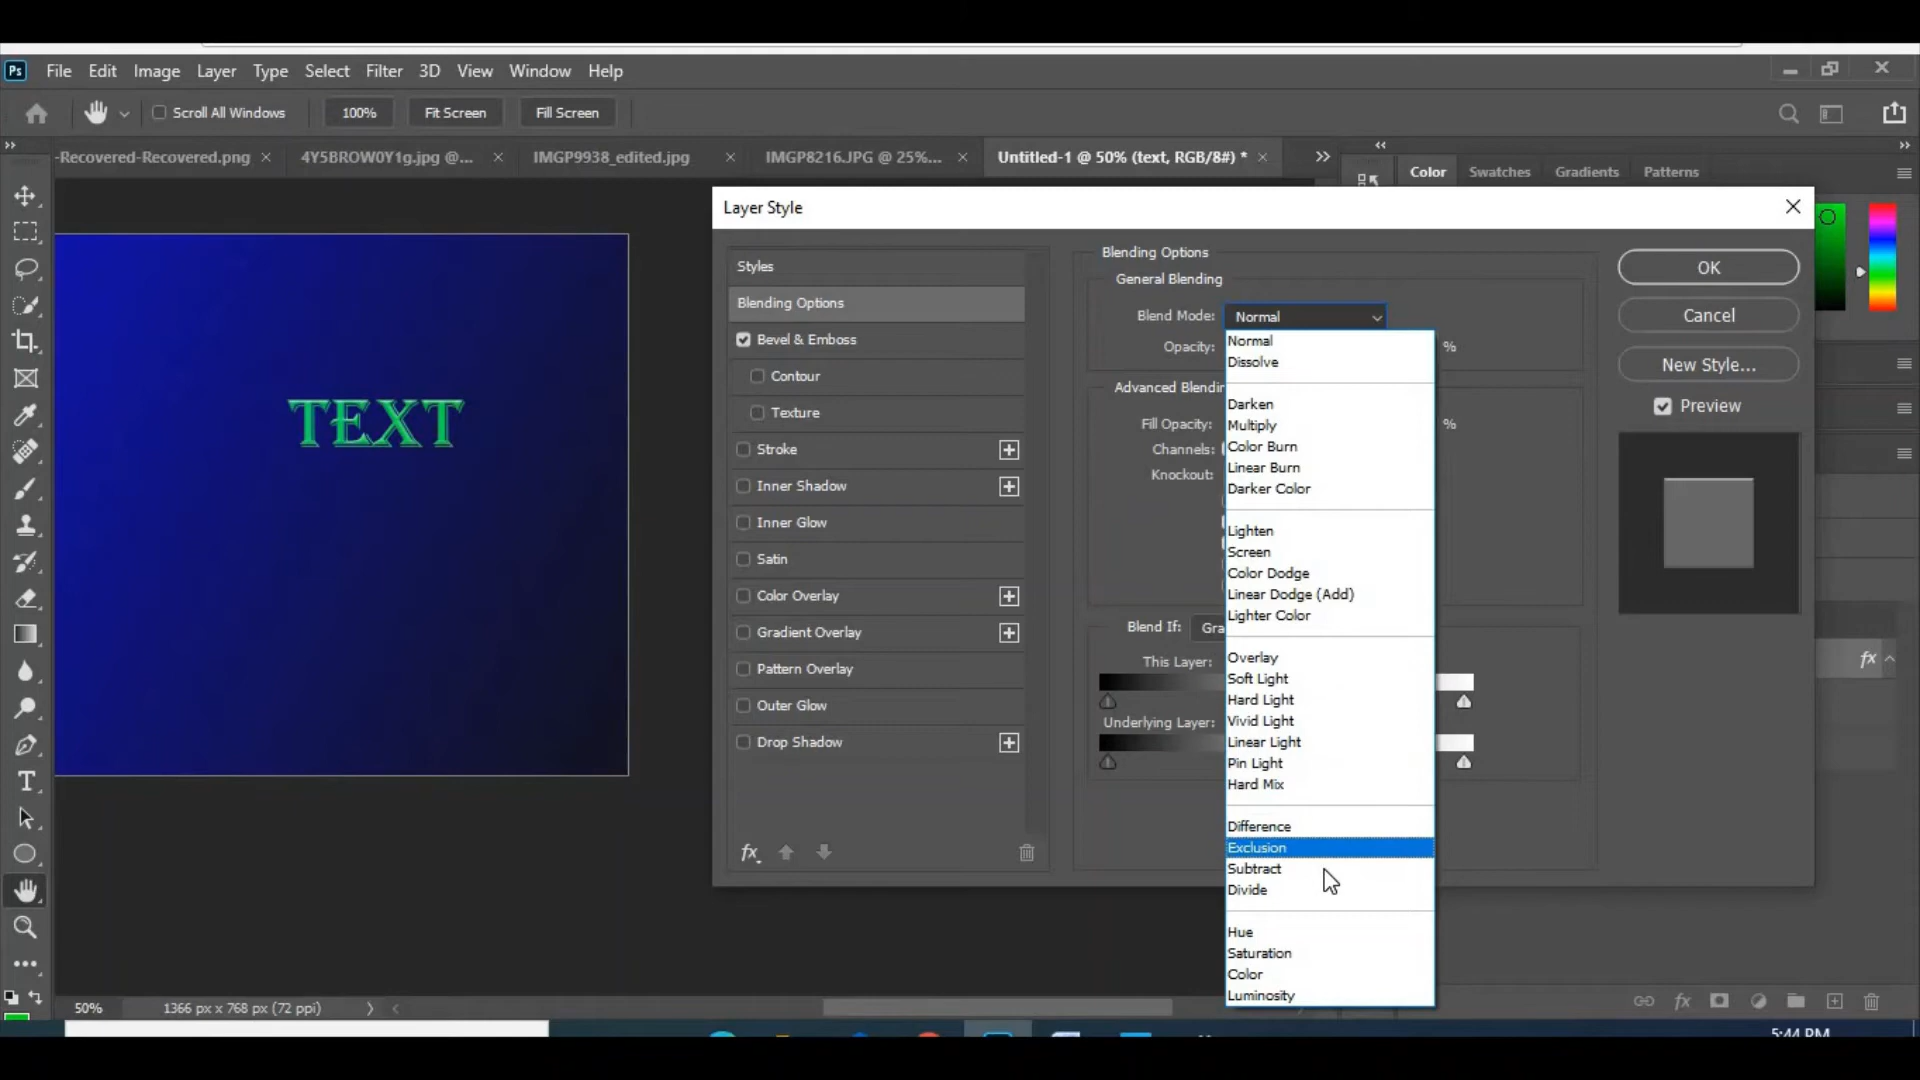 Ps File Edit Image Layer Type Select Filter 3D View Window Help
Scroll All Windows 100% Fit Screen Fill Screen
-Recovered-Recovered.png × 4Y5BROW0Y1g.jpg @... × IMGP9938_edited.jpg × IMGP8216.JPG @ 25%... × Untitled-1 @ 50% (text, RGB/8#) * ×
Color Swatches Gradients Patterns
TEXT
Layer Style
Styles
Blending Options
Bevel & Emboss
Contour
Texture
Stroke
Inner Shadow
Inner Glow
Satin
Color Overlay
Gradient Overlay
Pattern Overlay
Outer Glow
Drop Shadow
fx
Blending Options
General Blending
Blend Mode: Normal
Opacity: %
Advanced
Fill Opacity: %
Channels:
Knockout:
Blend If:
This Layer:
Underlying Layer:
Normal
Dissolve
Darken
Multiply
Color Burn
Linear Burn
Darker Color
Lighten
Screen
Color Dodge
Linear Dodge (Add)
Lighter Color
Overlay
Soft Light
Hard Light
Vivid Light
Linear Light
Pin Light
Hard Mix
Difference
Exclusion
Subtract
Divide
Hue
Saturation
Color
Luminosity
OK
Cancel
New Style...
Preview
fx
T
50% 1366 px x 768 px (72 ppi)
fx
5:44 PM